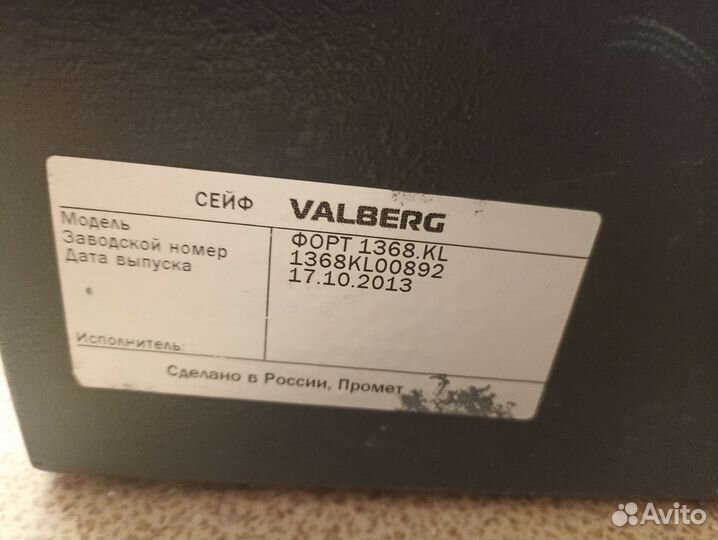 СЕЙФ VALBERG
Модель ФОРТ 1368.KL
Заводской номер 1368KL00892
Дата выпуска 17.10.2013
Исполнитель:
Сделано в России, Промет
Avito